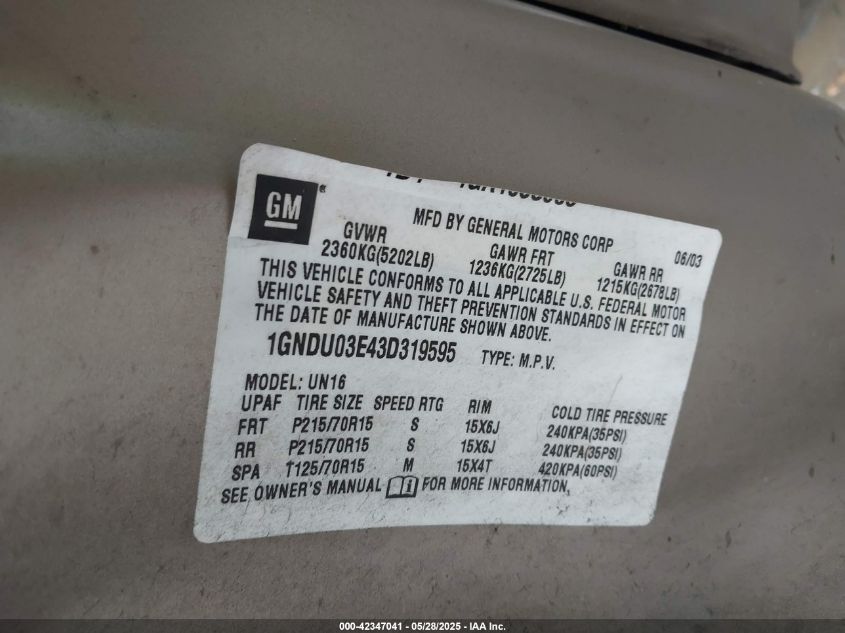 GM®
MFD BY GENERAL MOTORS CORP 06/03
GVWR GAWR FRT GAWR RR
2360KG(5202LB) 1236KG(2725LB) 1215KG(2678LB)
THIS VEHICLE CONFORMS TO ALL APPLICABLE U.S. FEDERAL MOTOR
VEHICLE SAFETY AND THEFT PREVENTION STANDARDS IN EFFECT ON
THE DATE OF MANUFACTURE SHOWN ABOVE.
1GNDU03E43D319595 TYPE: M.P.V.
MODEL: UN16
UPAF TIRE SIZE SPEED RTG RIM COLD TIRE PRESSURE
FRT P215/70R15 S 15X6J 240KPA(35PSI)
RR P215/70R15 S 15X6J 240KPA(35PSI)
SPA T125/70R15 M 15X4T 420KPA(60PSI)
SEE OWNER'S MANUAL FOR MORE INFORMATION.
000-42347041 - 05/28/2025 - IAA Inc.